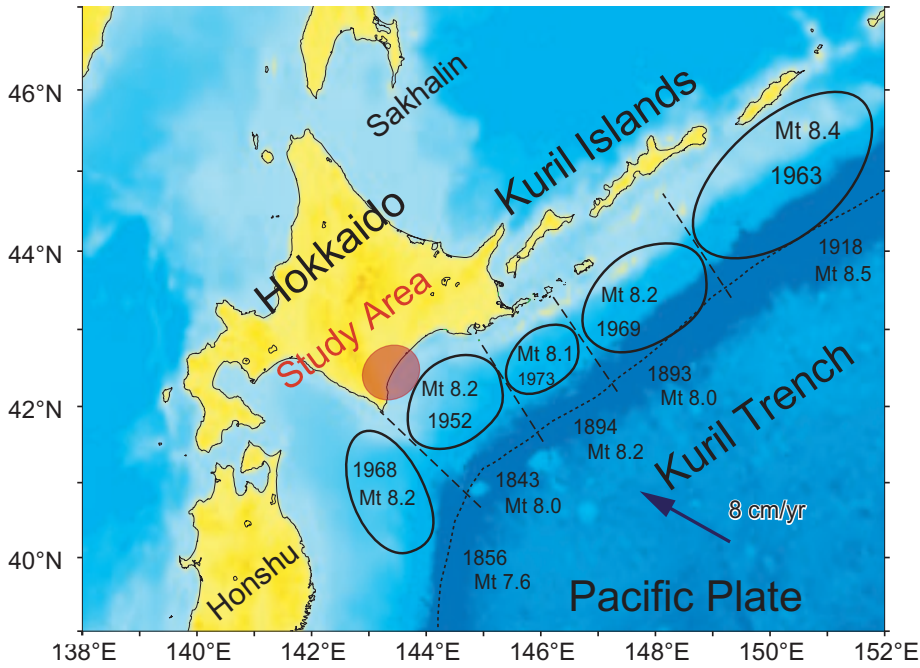 46°N
44°N
42°N
40°N
138°E
140°E
142°E
144°E
146°E
148°E
150°E
152°E
Sakhalin
Kuril Islands
Hokkaido
Study Area
Honshu
Kuril Trench
Pacific Plate
8 cm/yr
Mt 8.4
1963
1918
Mt 8.5
Mt 8.2
1969
1893
Mt 8.0
Mt 8.1
1973
1894
Mt 8.2
Mt 8.2
1952
1843
Mt 8.0
1968
Mt 8.2
1856
Mt 7.6